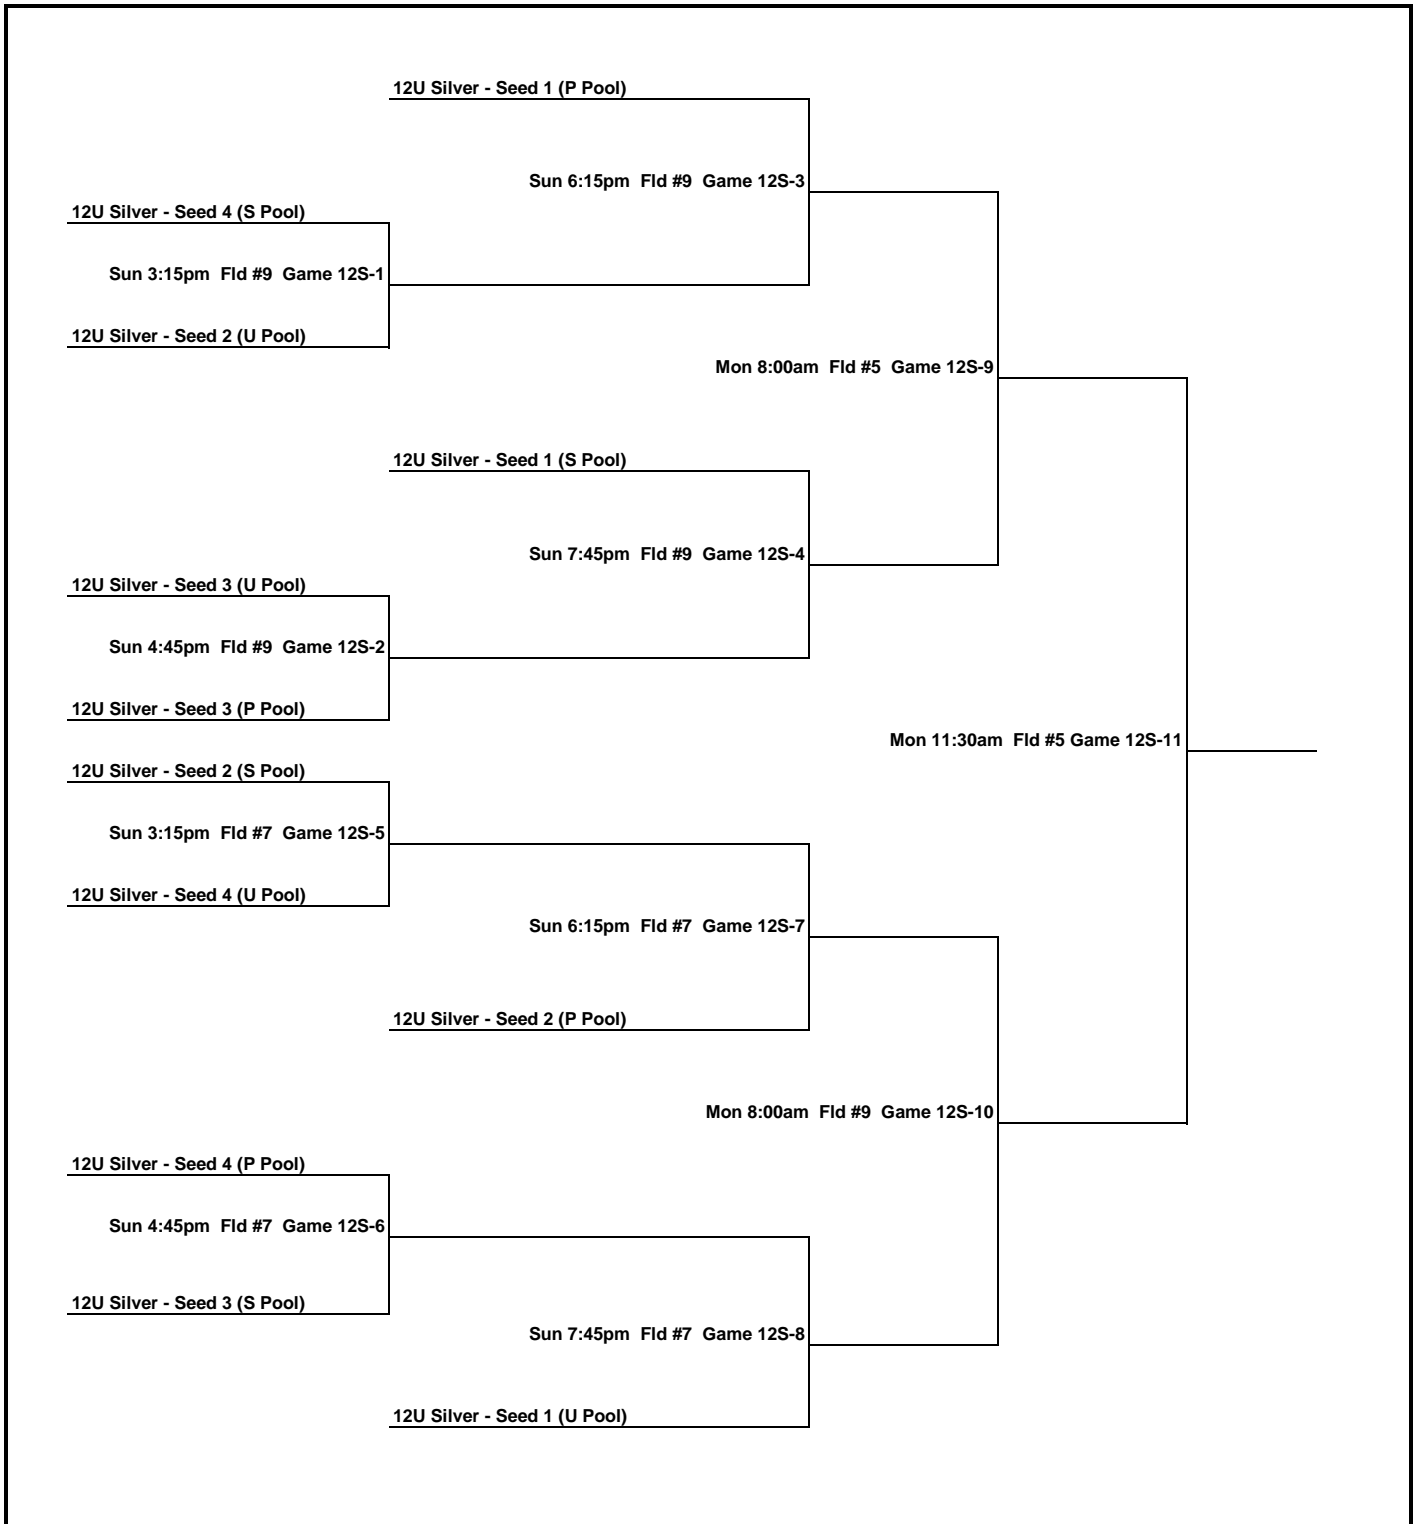 12U Silver - Seed 1 (P Pool)
Sun 6:15pm  Fld #9  Game 12S-3
12U Silver - Seed 4 (S Pool)
Sun 3:15pm  Fld #9  Game 12S-1
12U Silver - Seed 2 (U Pool)
Mon 8:00am  Fld #5  Game 12S-9
12U Silver - Seed 1 (S Pool)
Sun 7:45pm  Fld #9  Game 12S-4
12U Silver - Seed 3 (U Pool)
Sun 4:45pm  Fld #9  Game 12S-2
12U Silver - Seed 3 (P Pool)
Mon 11:30am  Fld #5 Game 12S-11
12U Silver - Seed 2 (S Pool)
Sun 3:15pm  Fld #7  Game 12S-5
12U Silver - Seed 4 (U Pool)
Sun 6:15pm  Fld #7  Game 12S-7
12U Silver - Seed 2 (P Pool)
Mon 8:00am  Fld #9  Game 12S-10
12U Silver - Seed 4 (P Pool)
Sun 4:45pm  Fld #7  Game 12S-6
12U Silver - Seed 3 (S Pool)
Sun 7:45pm  Fld #7  Game 12S-8
12U Silver - Seed 1 (U Pool)